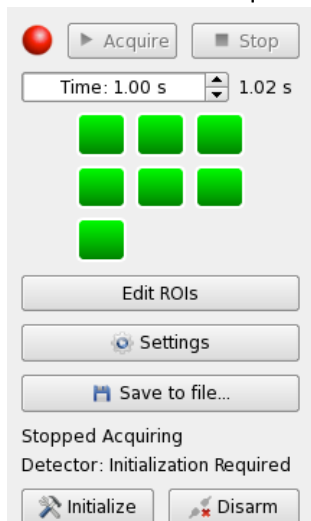 Acquire Stop
Time: 1.00 s 1.02 s
Edit ROIs
Settings
Save to file...
Stopped Acquiring
Detector: Initialization Required
Initialize Disarm